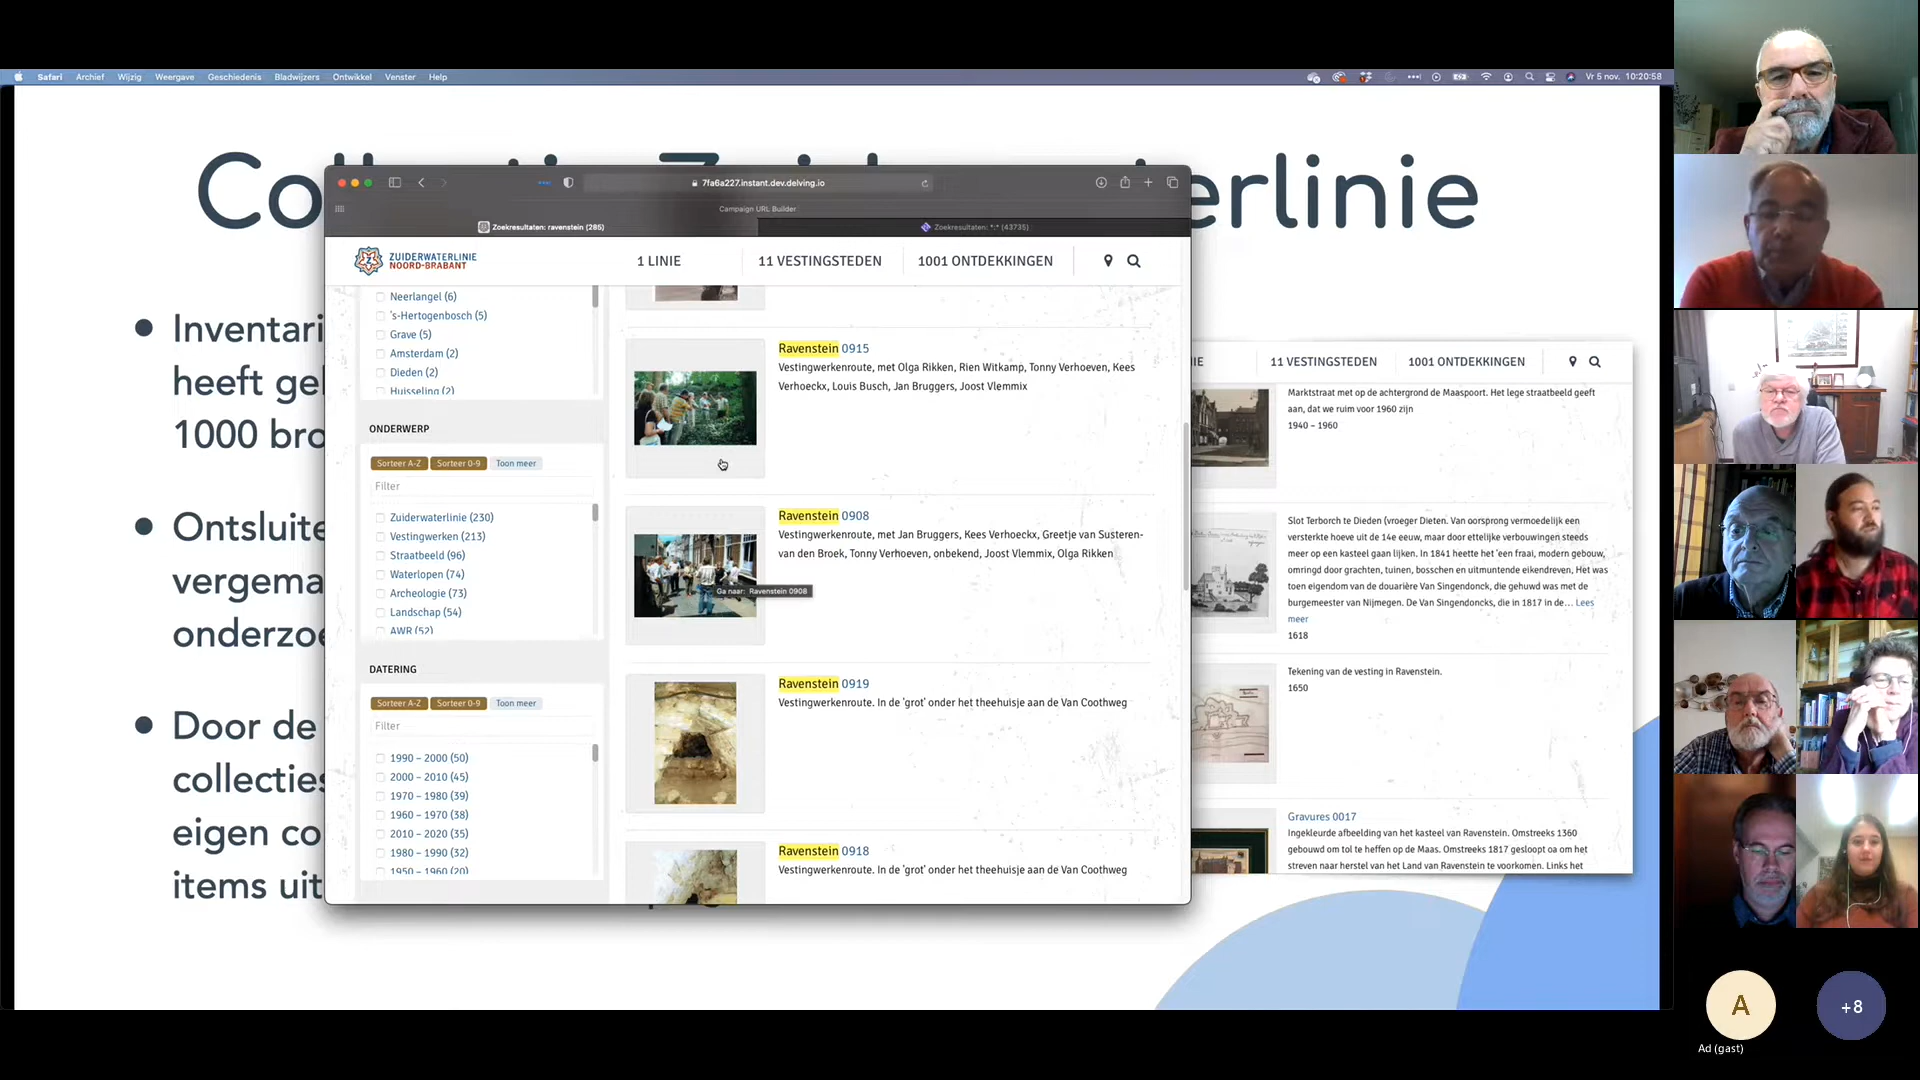 Safari Archief Wijzig Weergave Geschiedenis Bladwijzers Ontwikkel Venster Help
Vr 5 nov. 10:20:58
Co
erlinie
Inventari
heeft gel
1000 bro
Ontsluite
vergema
onderzoe
Door de
collecties
eigen co
items uit
7fa6a227.instant.dev.delving.io
Campaign URL Builder
Zoekresultaten: ravenstein (285)
Zoekresultaten: *:* (43735)
ZUIDERWATERLINIE
NOORD-BRABANT
1 LINIE
11 VESTINGSTEDEN
1001 ONTDEKKINGEN
Neerlangel (6)
's-Hertogenbosch (5)
Grave (5)
Amsterdam (2)
Dieden (2)
Huisseling (2)
ONDERWERP
Sorteer A-Z Sorteer 0-9 Toon meer
Filter
Zuiderwaterlinie (230)
Vestingwerken (213)
Straatbeeld (96)
Waterlopen (74)
Archeologie (73)
Landschap (54)
AWR (52)
DATERING
Sorteer A-Z Sorteer 0-9 Toon meer
Filter
1990 – 2000 (50)
2000 – 2010 (45)
1970 – 1980 (39)
1960 – 1970 (38)
2010 – 2020 (35)
1980 – 1990 (32)
1950 – 1960 (20)
Ravenstein 0915
Vestingwerkenroute, met Olga Rikken, Rien Witkamp, Tonny Verhoeven, Kees
Verhoeckx, Louis Busch, Jan Bruggers, Joost Vlemmix
Ravenstein 0908
Vestingwerkenroute, met Jan Bruggers, Kees Verhoeckx, Greetje van Susteren-
van den Broek, Tonny Verhoeven, onbekend, Joost Vlemmix, Olga Rikken
Ga naar: Ravenstein 0908
Ravenstein 0919
Vestingwerkenroute. In de 'grot' onder het theehuisje aan de Van Coothweg
Ravenstein 0918
Vestingwerkenroute. In de 'grot' onder het theehuisje aan de Van Coothweg
IE
11 VESTINGSTEDEN
1001 ONTDEKKINGEN
Marktstraat met op de achtergrond de Maaspoort. Het lege straatbeeld geeft
aan, dat we ruim voor 1960 zijn
1940 – 1960
Slot Terborch te Dieden (vroeger Dieten. Van oorsprong vermoedelijk een
versterkte hoeve uit de 14e eeuw, maar door ettelijke verbouwingen steeds
meer op een kasteel gaan lijken. In 1841 heette het 'een fraai, modern gebouw,
omringd door grachten, tuinen, bosschen en uitmuntende eikendreven, Het was
toen eigendom van de douarière Van Singendonck, die gehuwd was met de
burgemeester van Nijmegen. De Van Singendoncks, die in 1817 in de... Lees
meer
1618
Tekening van de vesting in Ravenstein.
1650
Gravures 0017
Ingekleurde afbeelding van het kasteel van Ravenstein. Omstreeks 1360
gebouwd om tol te heffen op de Maas. Omstreeks 1817 gesloopt oa om het
streven naar herstel van het Land van Ravenstein te voorkomen. Links het
A
+8
Ad (gast)